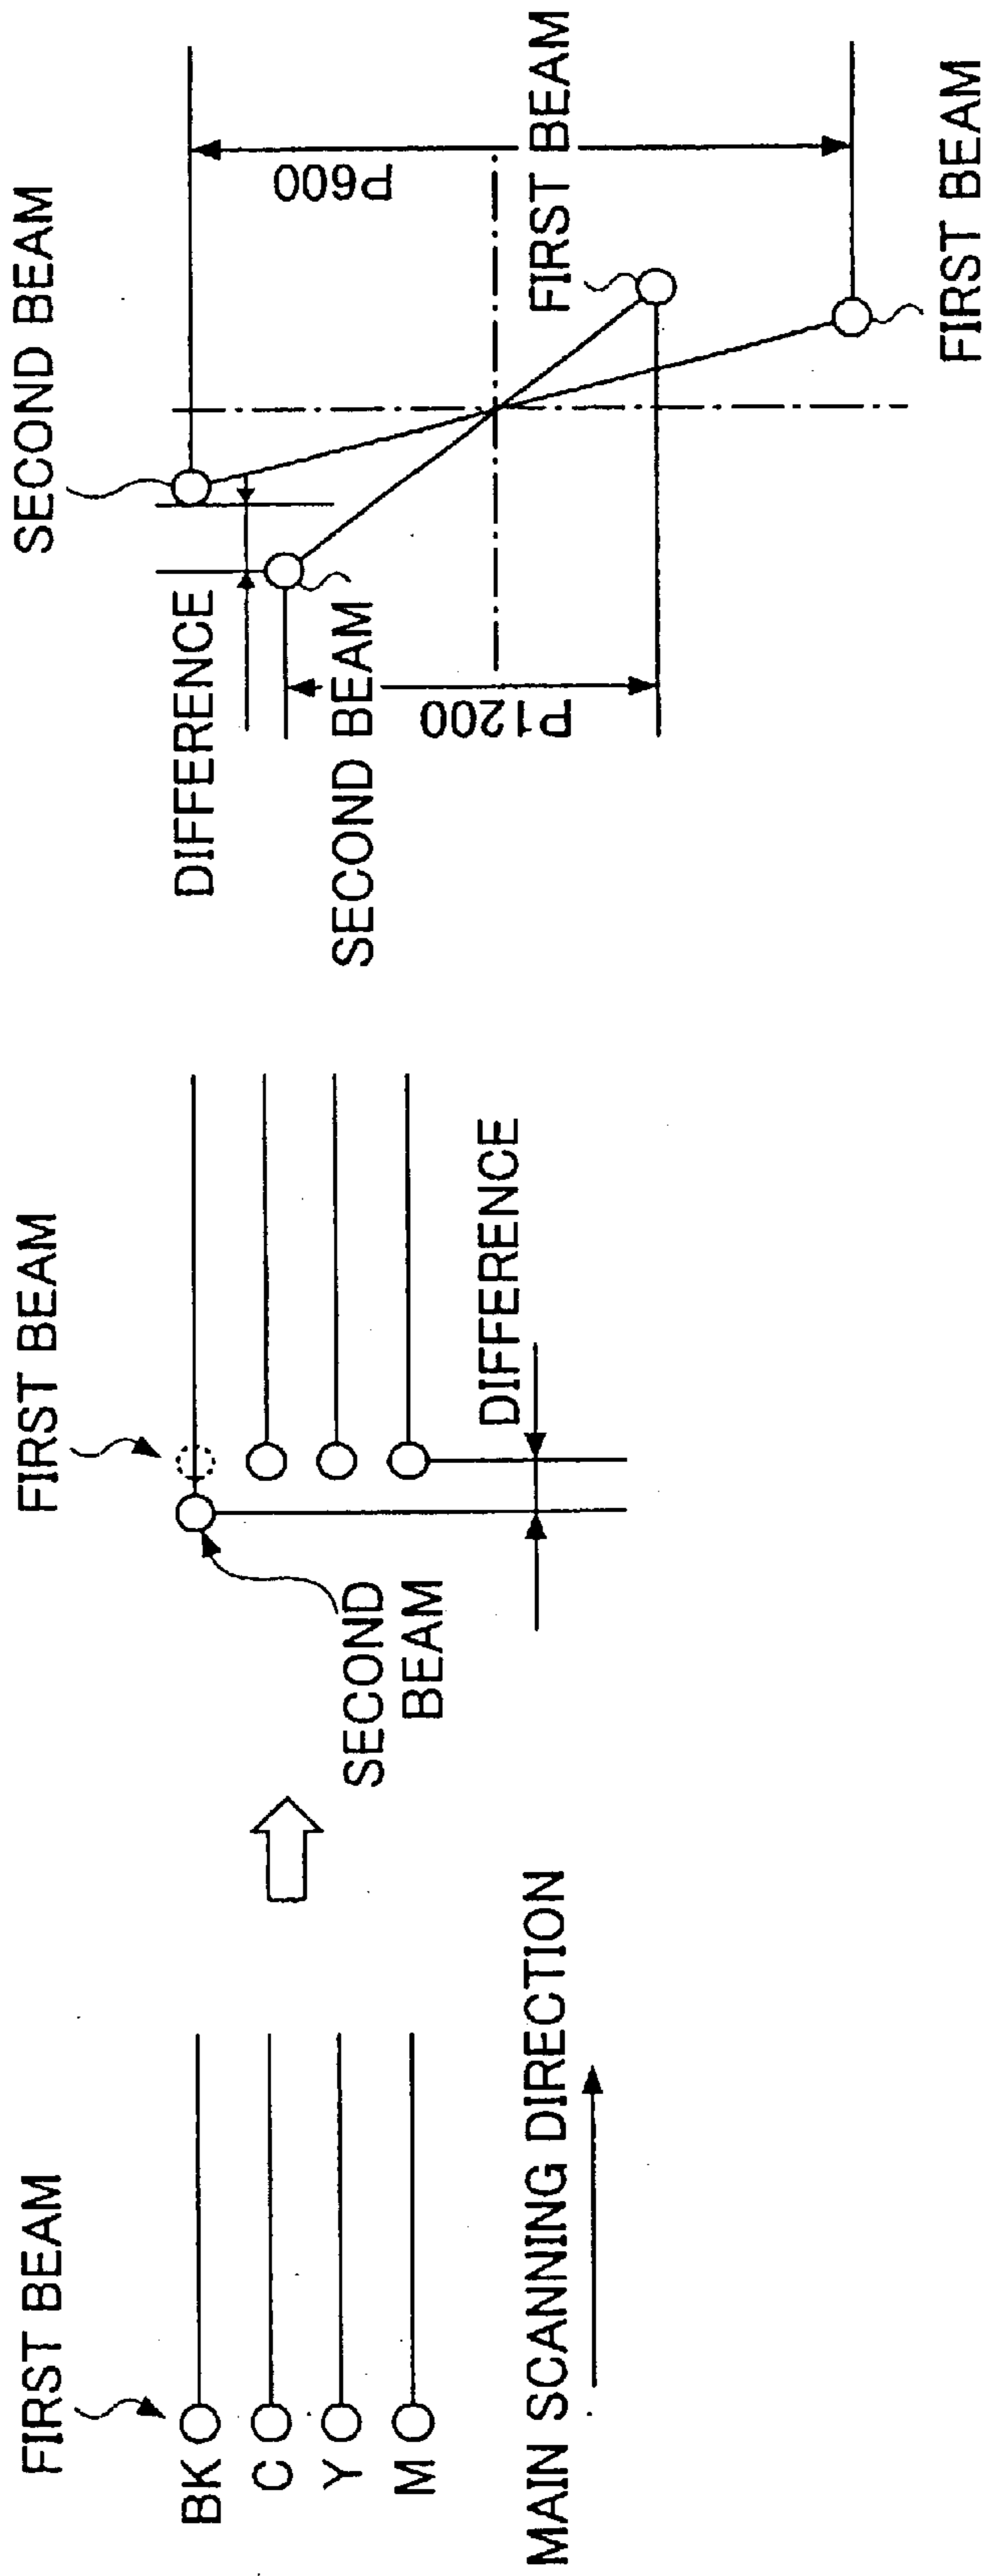 FIRST BEAM
BK
C
Y
M
MAIN SCANNING DIRECTION
FIRST BEAM
SECOND
BEAM
DIFFERENCE
SECOND BEAM
DIFFERENCE
SECOND BEAM
P1200
P600
FIRST BEAM
FIRST BEAM